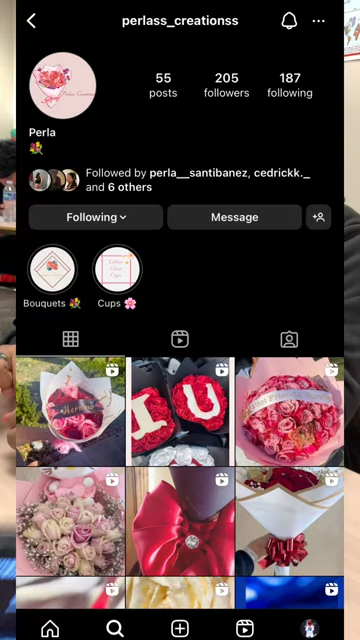 perlass_creationss
55
posts
205
followers
187
following
Perla
Followed by perla__santibanez, cedrickk._
and 6 others
Following
Message
Bouquets
Cups
I U